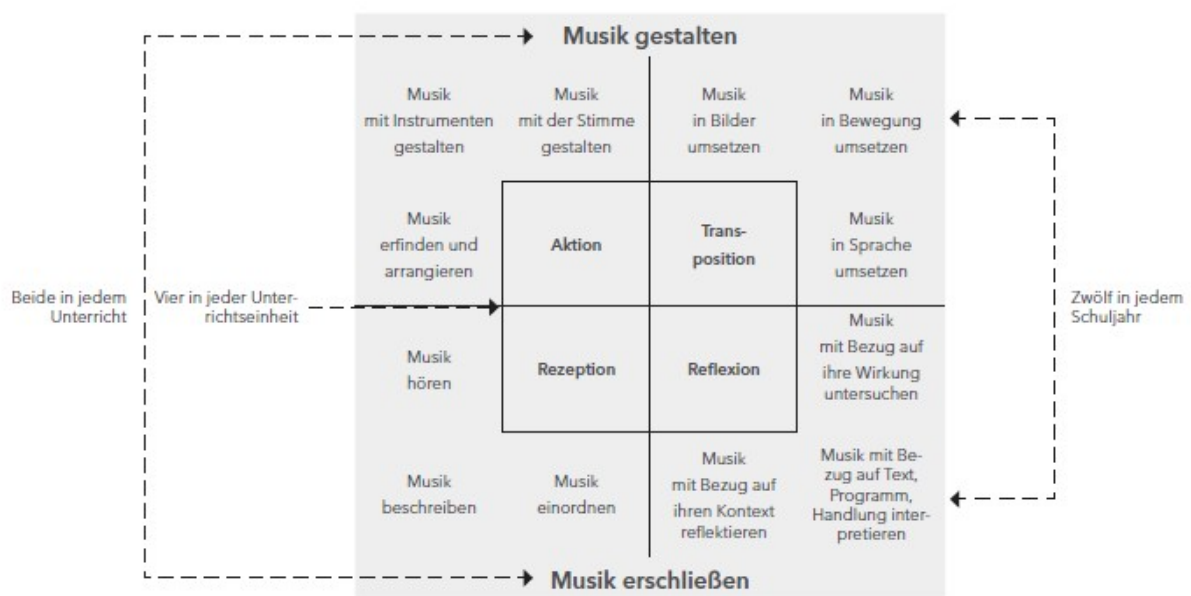 Musik gestalten
Musik
mit Instrumenten
gestalten
Musik
mit der Stimme
gestalten
Musik
in Bilder
umsetzen
Musik
in Bewegung
umsetzen
Musik
erfinden und
arrangieren
Aktion
Trans-
position
Musik
in Sprache
umsetzen
Beide in jedem
Unterricht
Vier in jeder Unter-
richtseinheit
Zwölf in jedem
Schuljahr
Musik
hören
Rezeption
Reflexion
Musik
mit Bezug auf
ihre Wirkung
untersuchen
Musik
beschreiben
Musik
einordnen
Musik
mit Bezug auf
ihren Kontext
reflektieren
Musik mit Be-
zug auf Text,
Programm,
Handlung inter-
pretieren
Musik erschließen